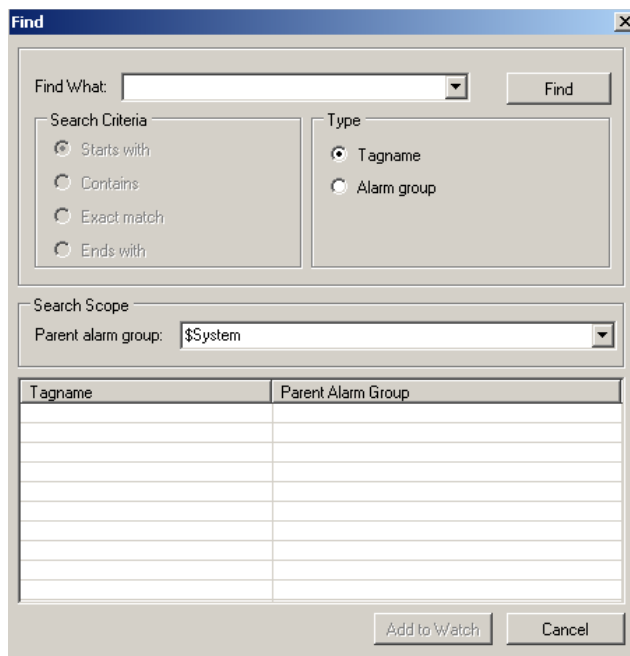 Find
Find What:
Find
Search Criteria
Type
Starts with
Tagname
Contains
Alarm group
Exact match
Ends with
Search Scope
Parent alarm group: $System
Tagname Parent Alarm Group
Add to Watch Cancel